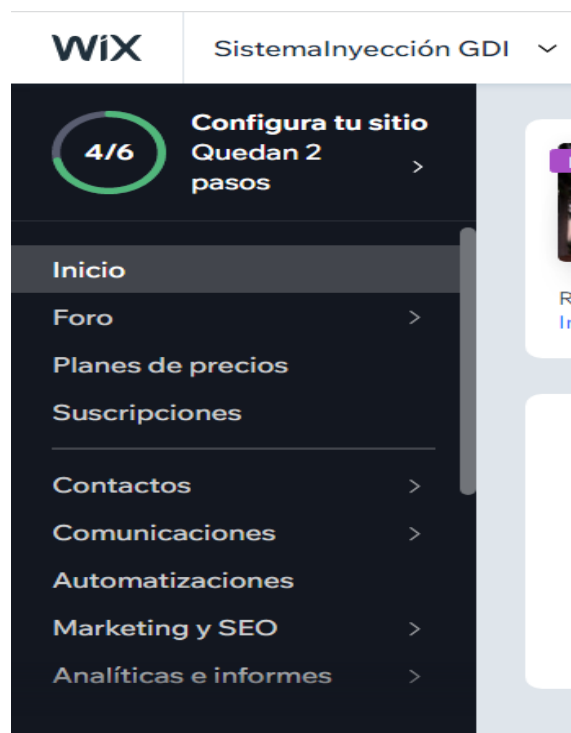 WiX
SistemaInyección GDI
4/6
Configura tu sitio
Quedan 2
pasos
Inicio
Foro
Planes de precios
Suscripciones
Contactos
Comunicaciones
Automatizaciones
Marketing y SEO
Analíticas e informes